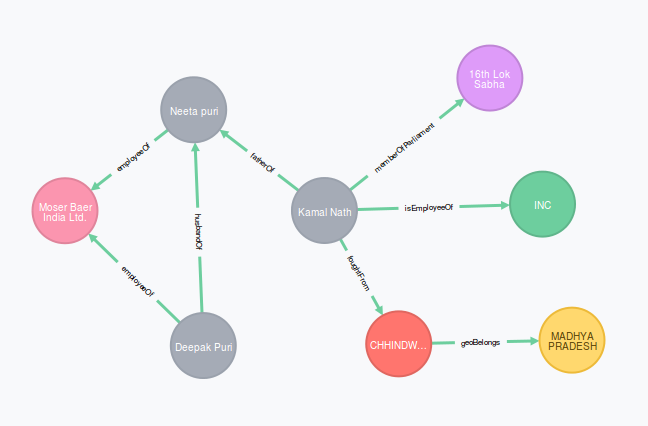 16th Lok
Sabha
Neeta puri
memberOfParliament
employeeOf
fatherOf
Moser Baer
India Ltd.
Kamal Nath
isEmployeeOf
INC
husbandOf
foughtFrom
employeeOf
Deepak Puri
CHHINDW...
geoBelongs
MADHYA
PRADESH